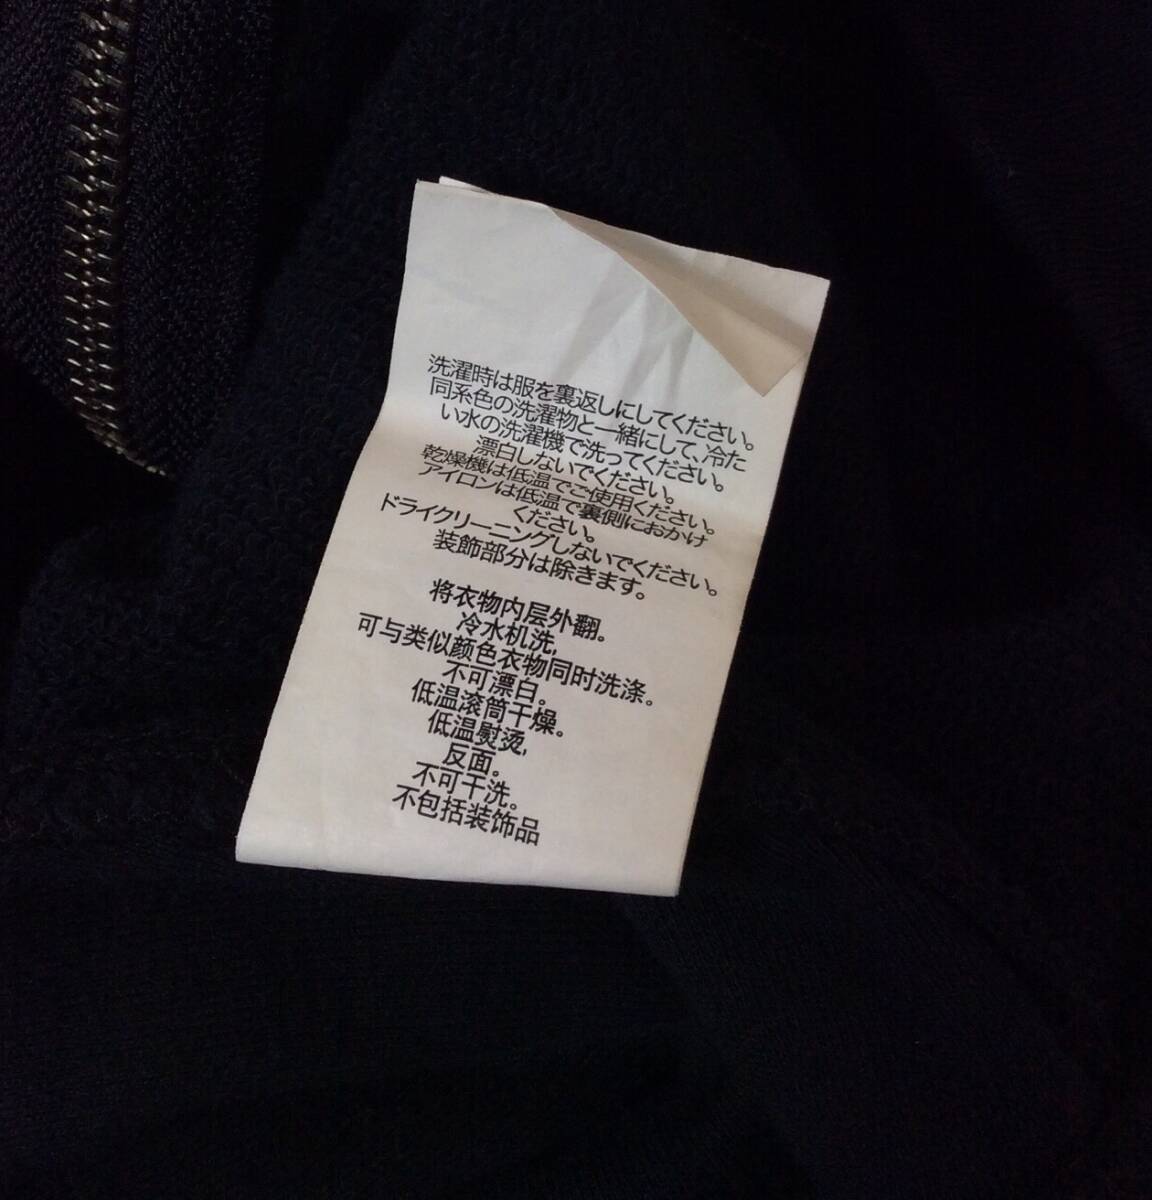 洗濯時は服を裏返しにしてください。
同系色の洗濯物と一緒にして、冷た
い水の洗濯機で洗ってください。
漂白しないでください。
乾燥機は低温でご使用ください。
アイロンは低温で裏側におかけ
ください。
ドライクリーニングしないでください。
装飾部分は除きます。
将衣物内层外翻。
冷水机洗,
可与类似颜色衣物同时洗涤。
不可漂白。
低温滚筒干燥。
低温熨烫,
反面。
不可干洗。
不包括装饰品